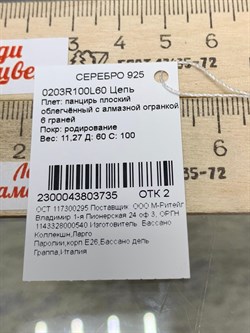 СЕРЕБРО 925
0203R100L60 Цепь
Плет: панцирь плоский
облегчённый с алмазной огранкой
6 граней
Покр: родирование
Вес: 11,27 Д: 60 С: 100
2300043803735 ОТК 2
ОСТ 117300295 Поставщик: ООО М-Ритейл
Владимир 1-я Пионерская 24 оф 3, ОРГН
1143328000540 Изготовитель: Бассано
Коллекшн,Ларго
Паролини,корп Е26,Бассано дель
Граппа,Италия